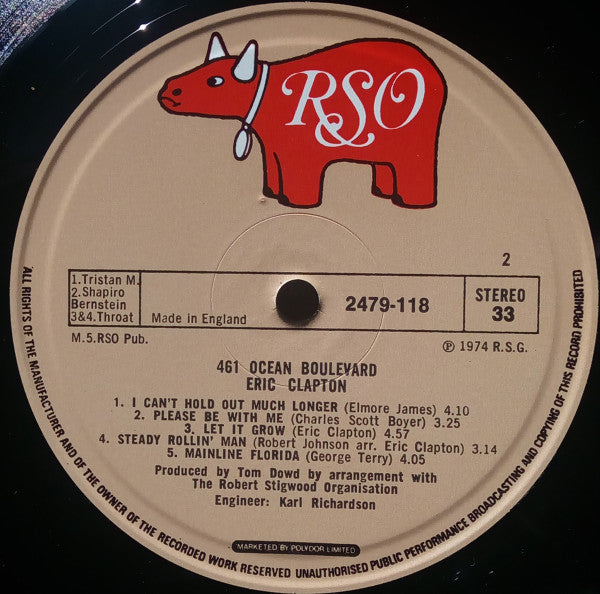 RSO
2
1.Tristan M.
2.Shapiro
Bernstein
3&4.Throat
M.5.RSO Pub.
Made in England
2479-118
STEREO
33
℗ 1974 R.S.G.
461 OCEAN BOULEVARD
ERIC CLAPTON
1. I CAN'T HOLD OUT MUCH LONGER (Elmore James) 4.10
2. PLEASE BE WITH ME (Charles Scott Boyer) 3.25
3. LET IT GROW (Eric Clapton) 4.57
4. STEADY ROLLIN' MAN (Robert Johnson arr. Eric Clapton) 3.14
5. MAINLINE FLORIDA (George Terry) 4.05
Produced by Tom Dowd by arrangement with
The Robert Stigwood Organisation
Engineer: Karl Richardson
MARKETED BY POLYDOR LIMITED
ALL RIGHTS OF THE MANUFACTURER AND OF THE OWNER OF THE RECORDED WORK RESERVED UNAUTHORISED PUBLIC PERFORMANCE BROADCASTING AND COPYING OF THIS RECORD PROHIBITED